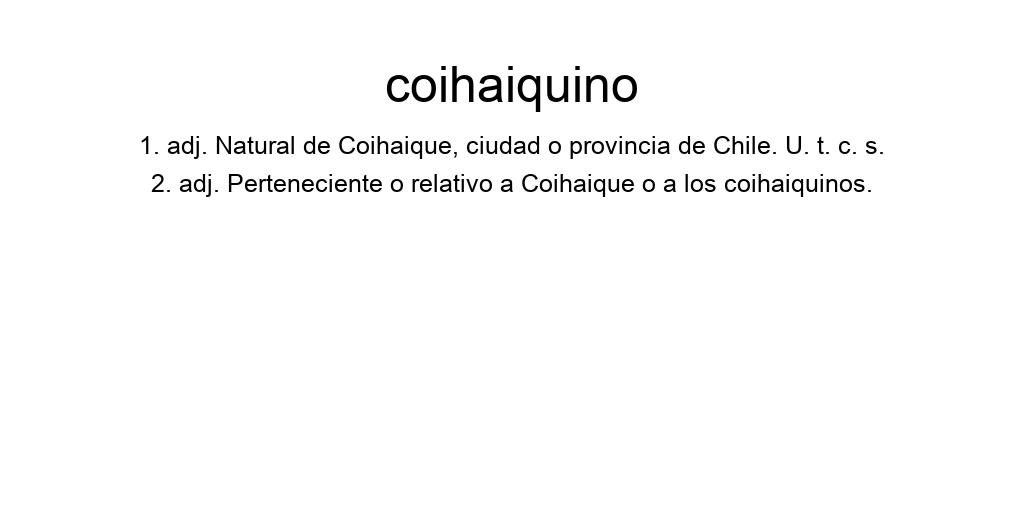 coihaiquino
1. adj. Natural de Coihaique, ciudad o provincia de Chile. U. t. c. s.
2. adj. Perteneciente o relativo a Coihaique o a los coihaiquinos.